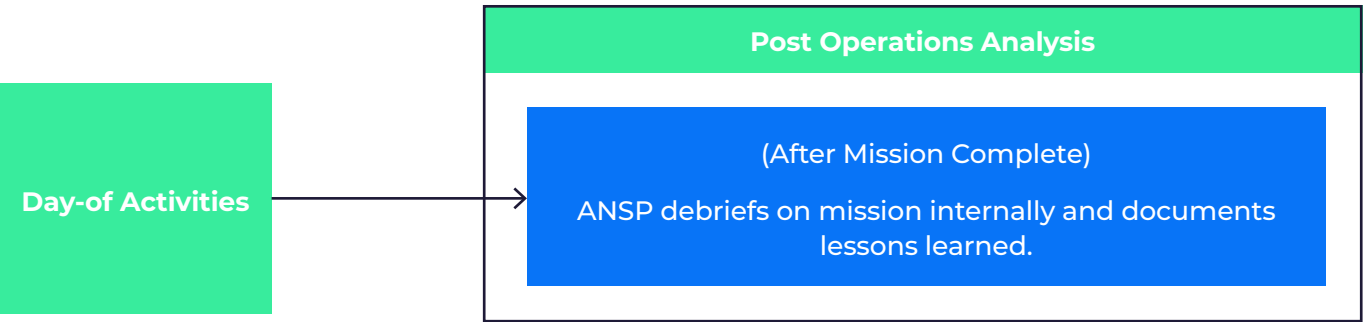 Post Operations Analysis
Day-of Activities
(After Mission Complete)
ANSP debriefs on mission internally and documents
lessons learned.